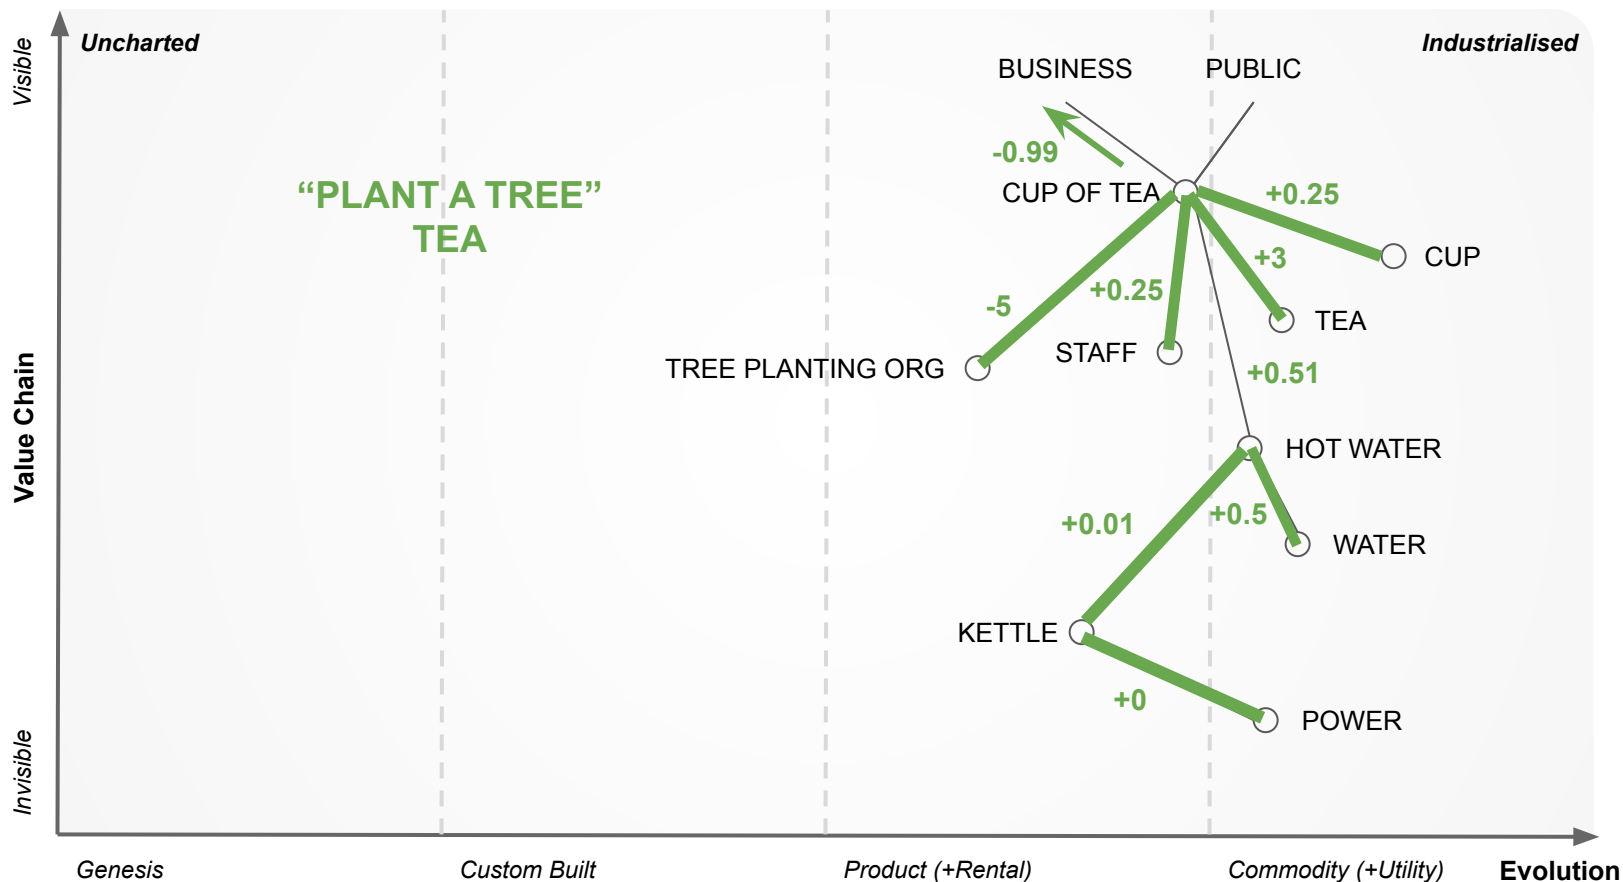 Visible
Uncharted
Industrialised
BUSINESS
PUBLIC
-0.99
CUP OF TEA
+0.25
“PLANT A TREE”
TEA
CUP
+3
+0.25
-5
TEA
STAFF
TREE PLANTING ORG
+0.51
Value Chain
HOT WATER
+0.01
+0.5
WATER
KETTLE
+0
POWER
Invisible
Genesis
Custom Built
Product (+Rental)
Commodity (+Utility)
Evolution